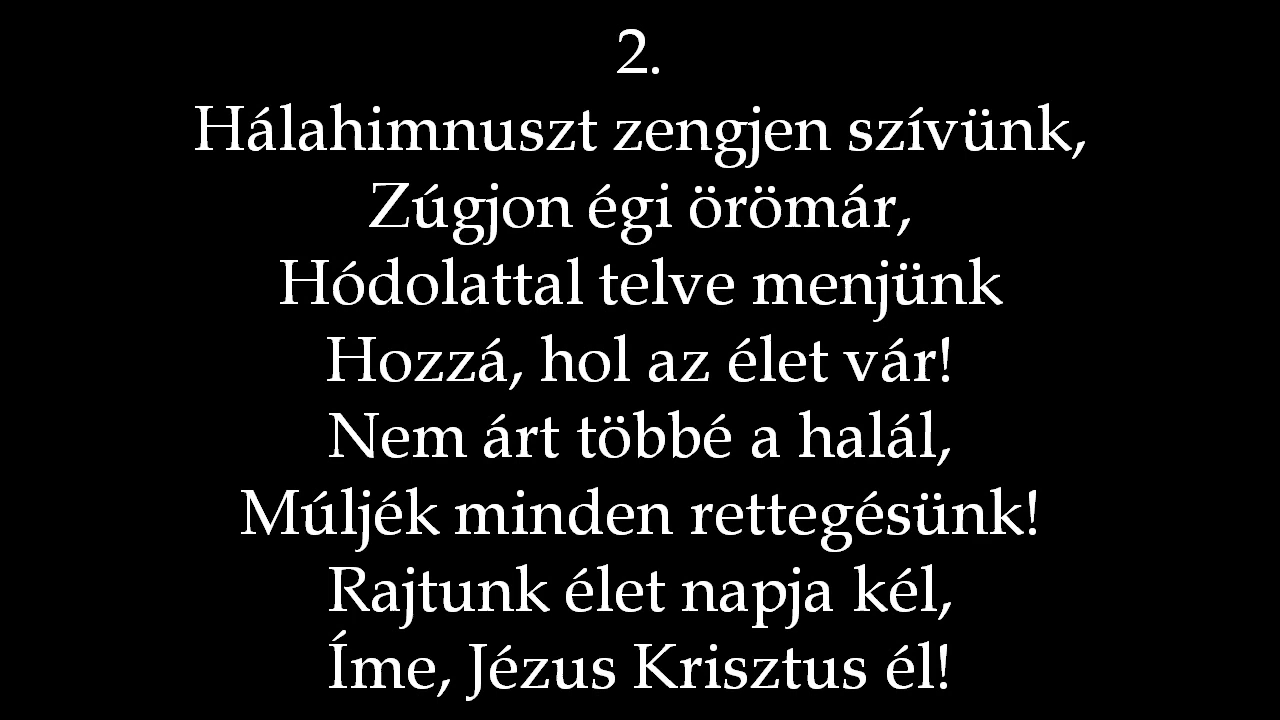 2.
Hálahimnuszt zengjen szívünk,
Zúgjon égi örömár,
Hódolattal telve menjünk
Hozzá, hol az élet vár!
Nem árt többé a halál,
Múljék minden rettegésünk!
Rajtunk élet napja kél,
Íme, Jézus Krisztus él!